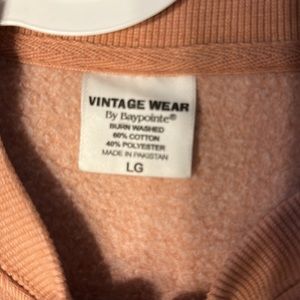 VINTAGE WEAR
By Baypointe®
BURN WASHED
60% COTTON
40% POLYESTER
MADE IN PAKISTAN
LG